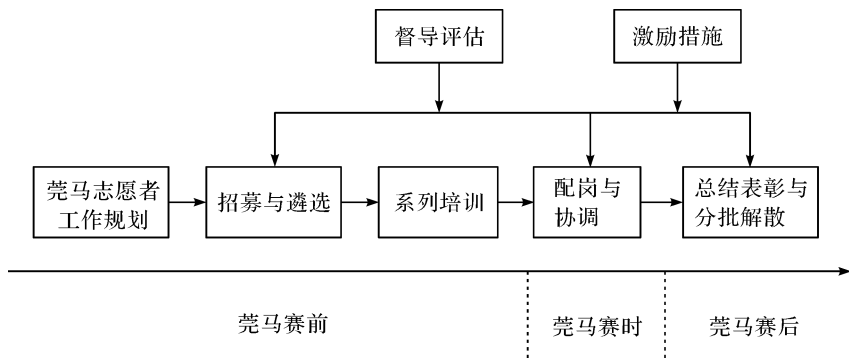 督导评估
激励措施
莞马志愿者
工作规划
招募与遴选
系列培训
配岗与
协调
总结表彰与
分批解散
莞马赛前
莞马赛时
莞马赛后